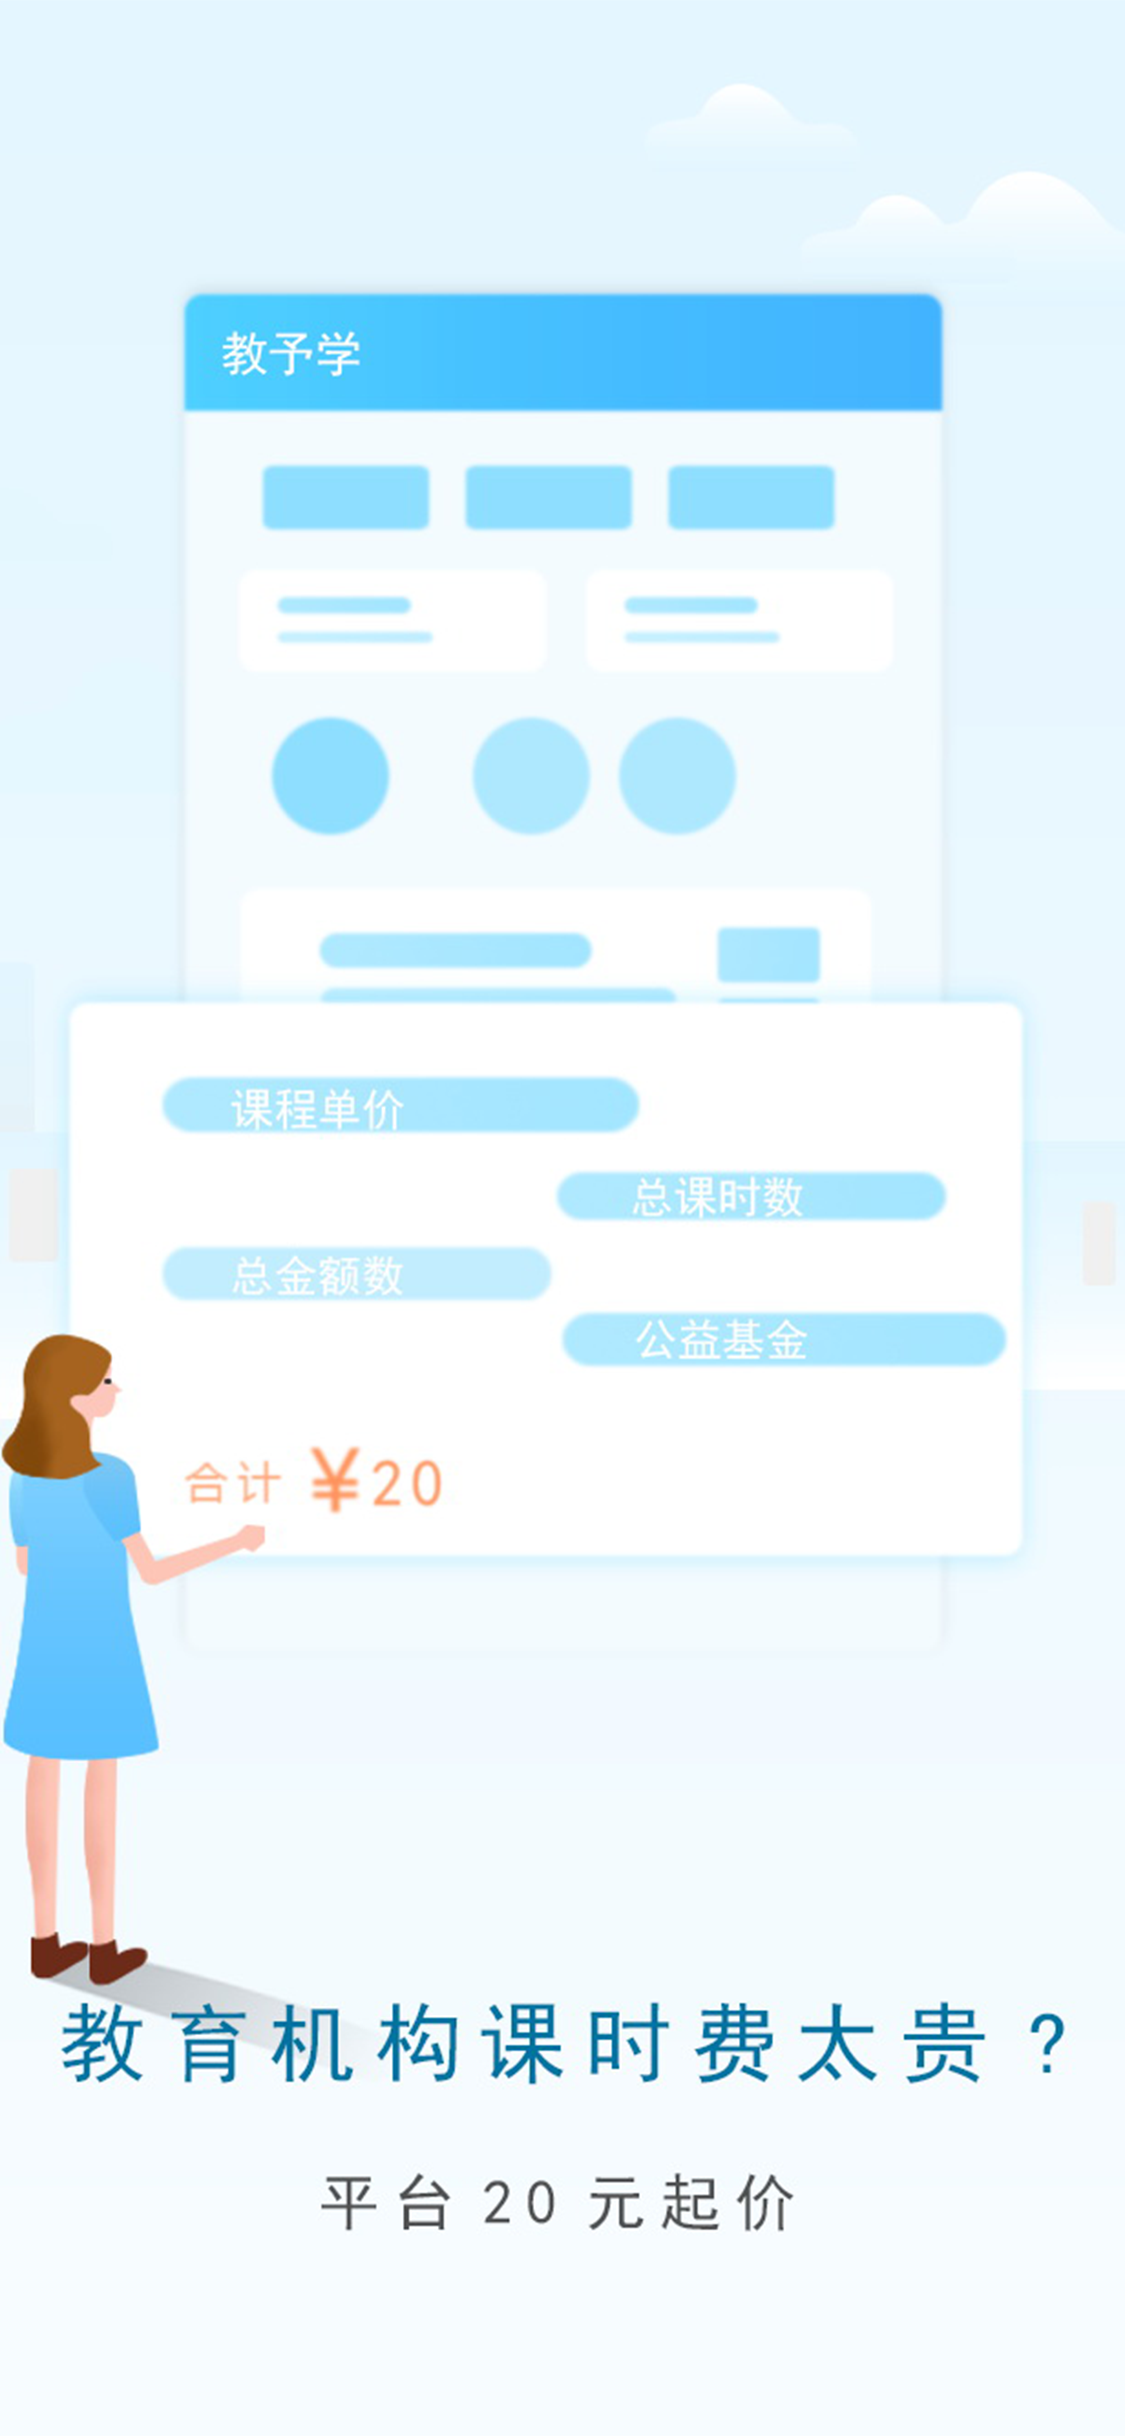 教予学
课程单价
总课时数
总金额数
公益基金
合计 ¥20
教育机构课时费太贵？
平台20元起价